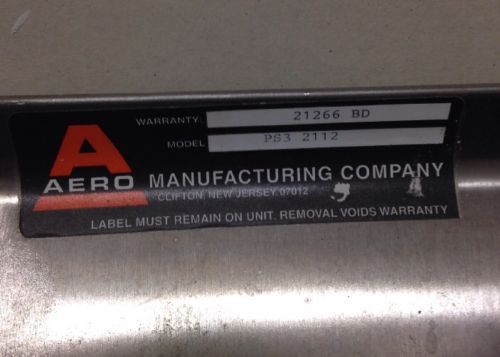 WARRANTY 21266 BD
MODEL PS3 2112
A
AERO MANUFACTURING COMPANY
CLIFTON, NEW JERSEY 07012
LABEL MUST REMAIN ON UNIT. REMOVAL VOIDS WARRANTY